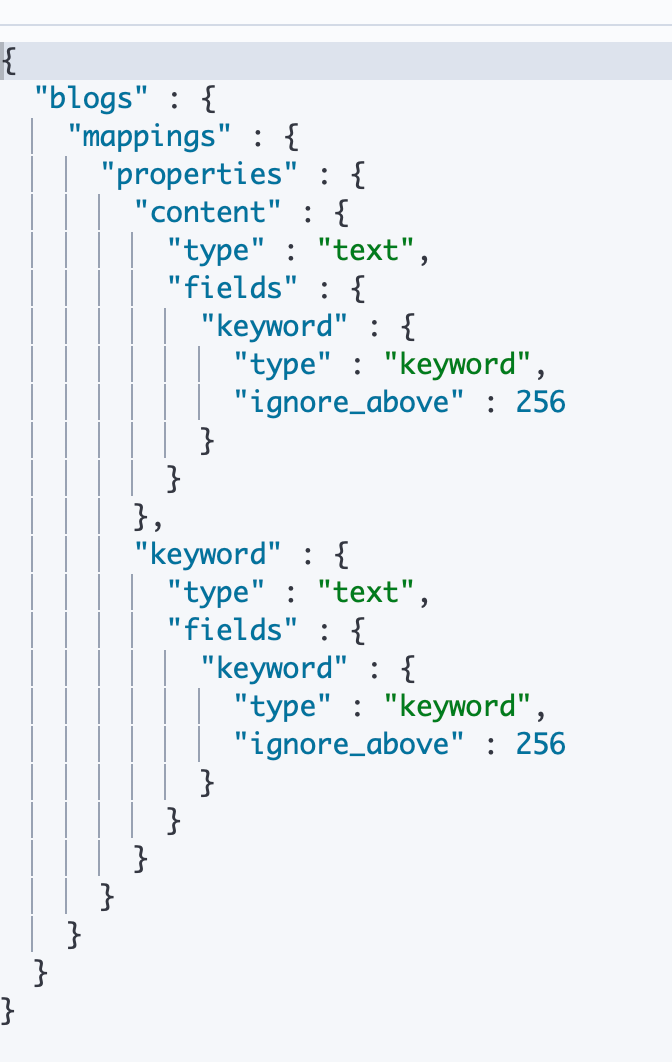 {
  "blogs" : {
    "mappings" : {
      "properties" : {
        "content" : {
          "type" : "text",
          "fields" : {
            "keyword" : {
              "type" : "keyword",
              "ignore_above" : 256
            }
          }
        },
        "keyword" : {
          "type" : "text",
          "fields" : {
            "keyword" : {
              "type" : "keyword",
              "ignore_above" : 256
            }
          }
        }
      }
    }
  }
}